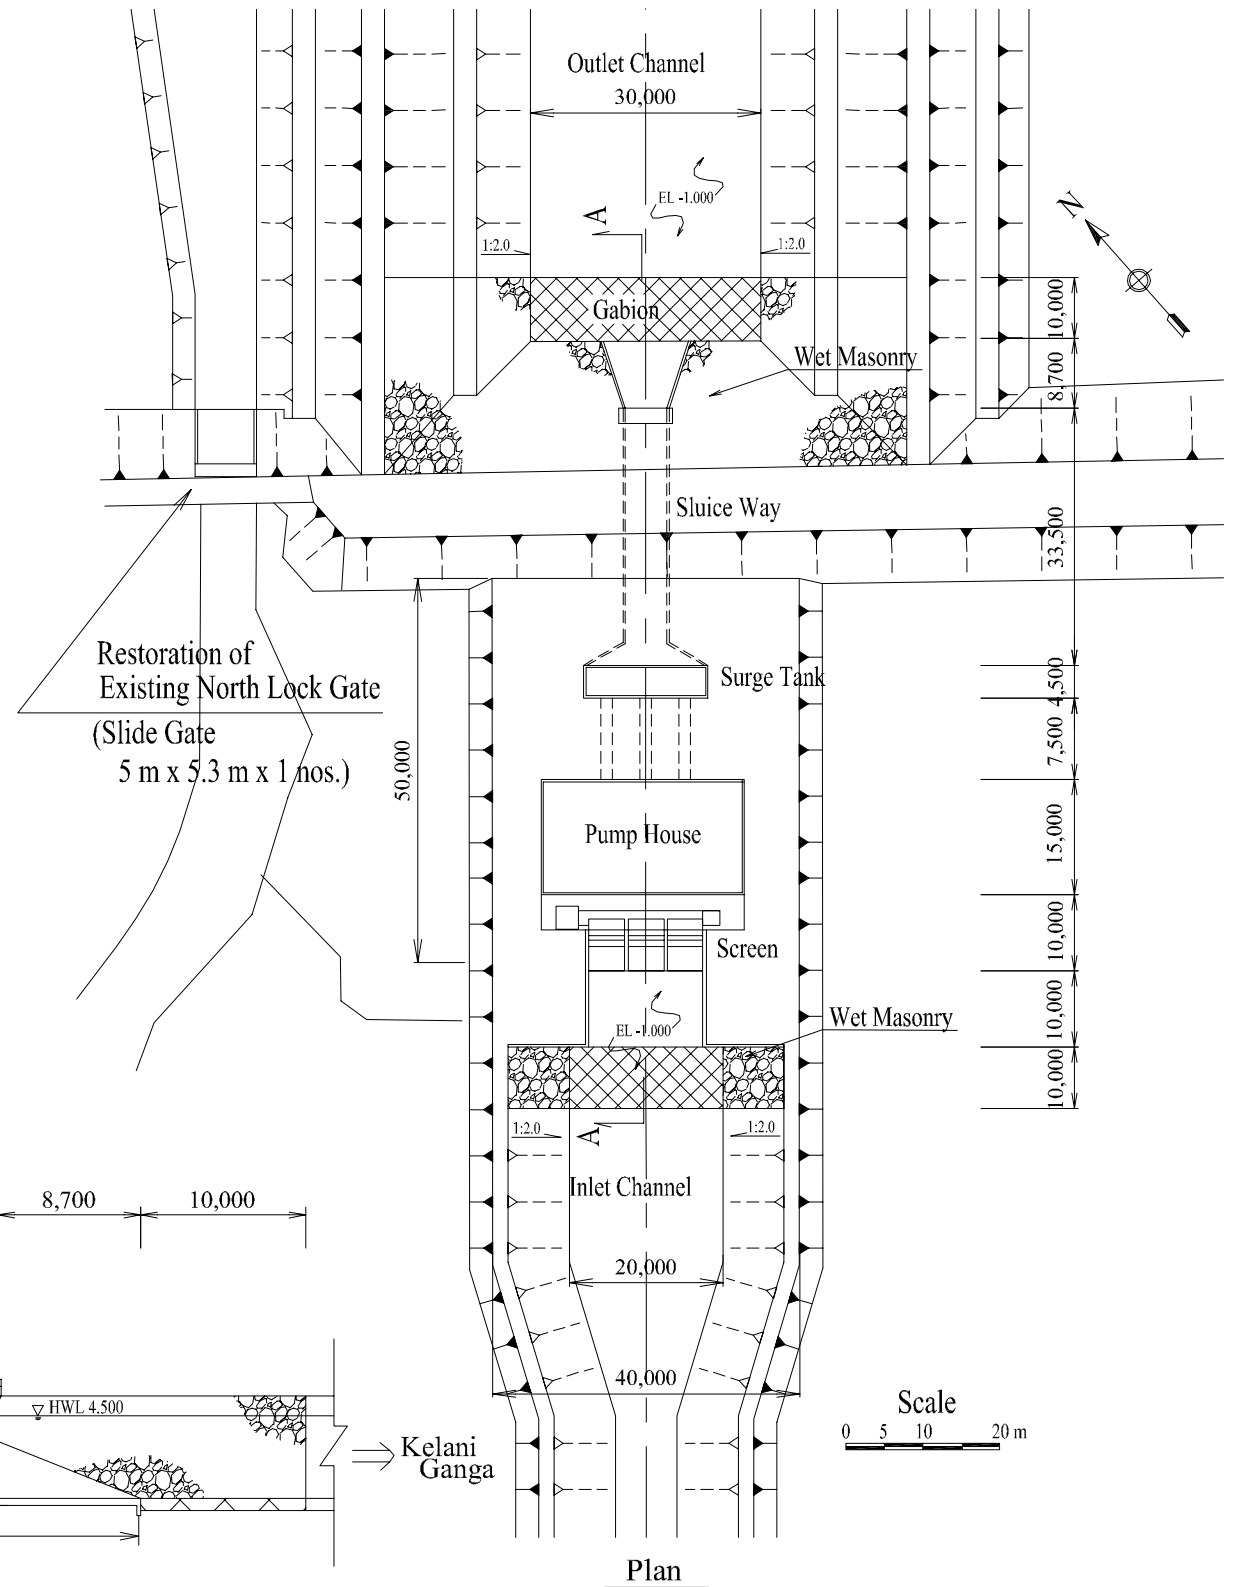 Outlet Channel
30,000
EL -1.000
A
1:2.0
1:2.0
N
Gabion
10,000
Wet Masonry
8,700
Sluice Way
33,500
Restoration of
Existing North Lock Gate
(Slide Gate
5 m x 5.3 m x 1 nos.)
50,000
Surge Tank
4,500
7,500
Pump House
15,000
Screen
10,000
EL -1.000
Wet Masonry
10,000
10,000
1:2.0
A
1:2.0
Inlet Channel
8,700
10,000
20,000
40,000
Scale
0 5 10 20 m
HWL 4.500
Kelani
Ganga
Plan